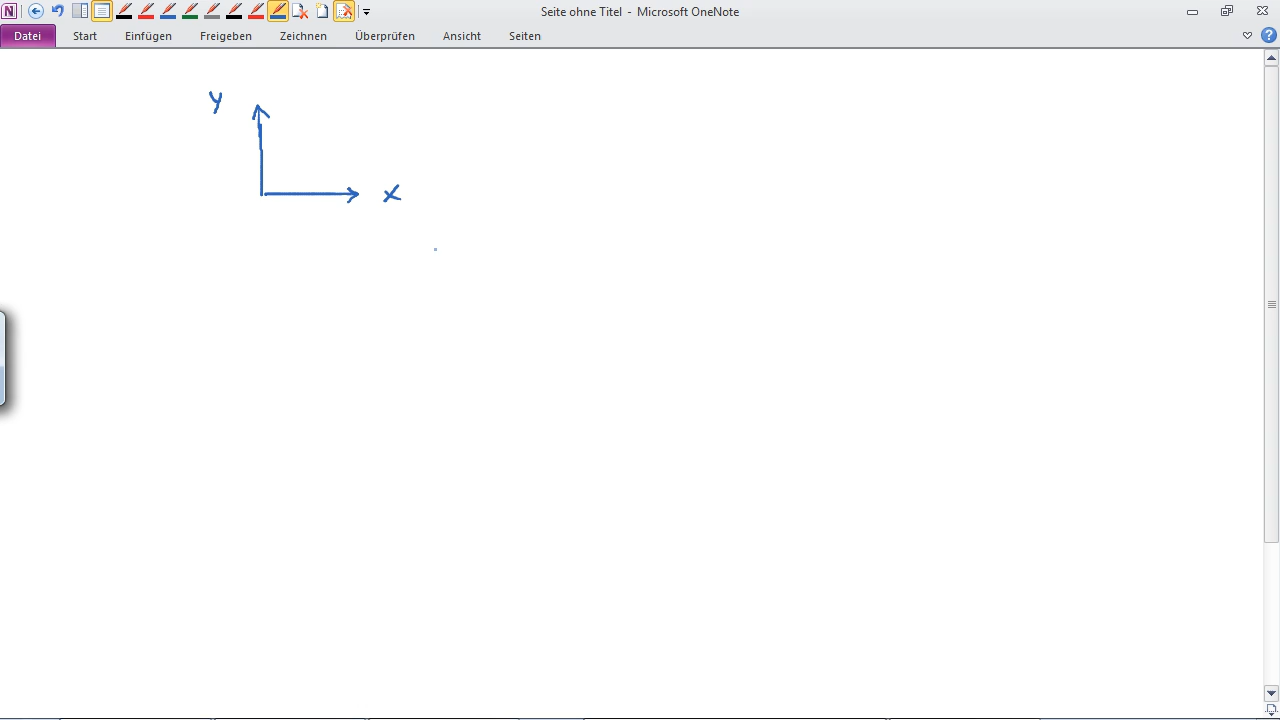 Seite ohne Titel - Microsoft OneNote
Datei Start Einfügen Freigeben Zeichnen Überprüfen Ansicht Seiten
y
x